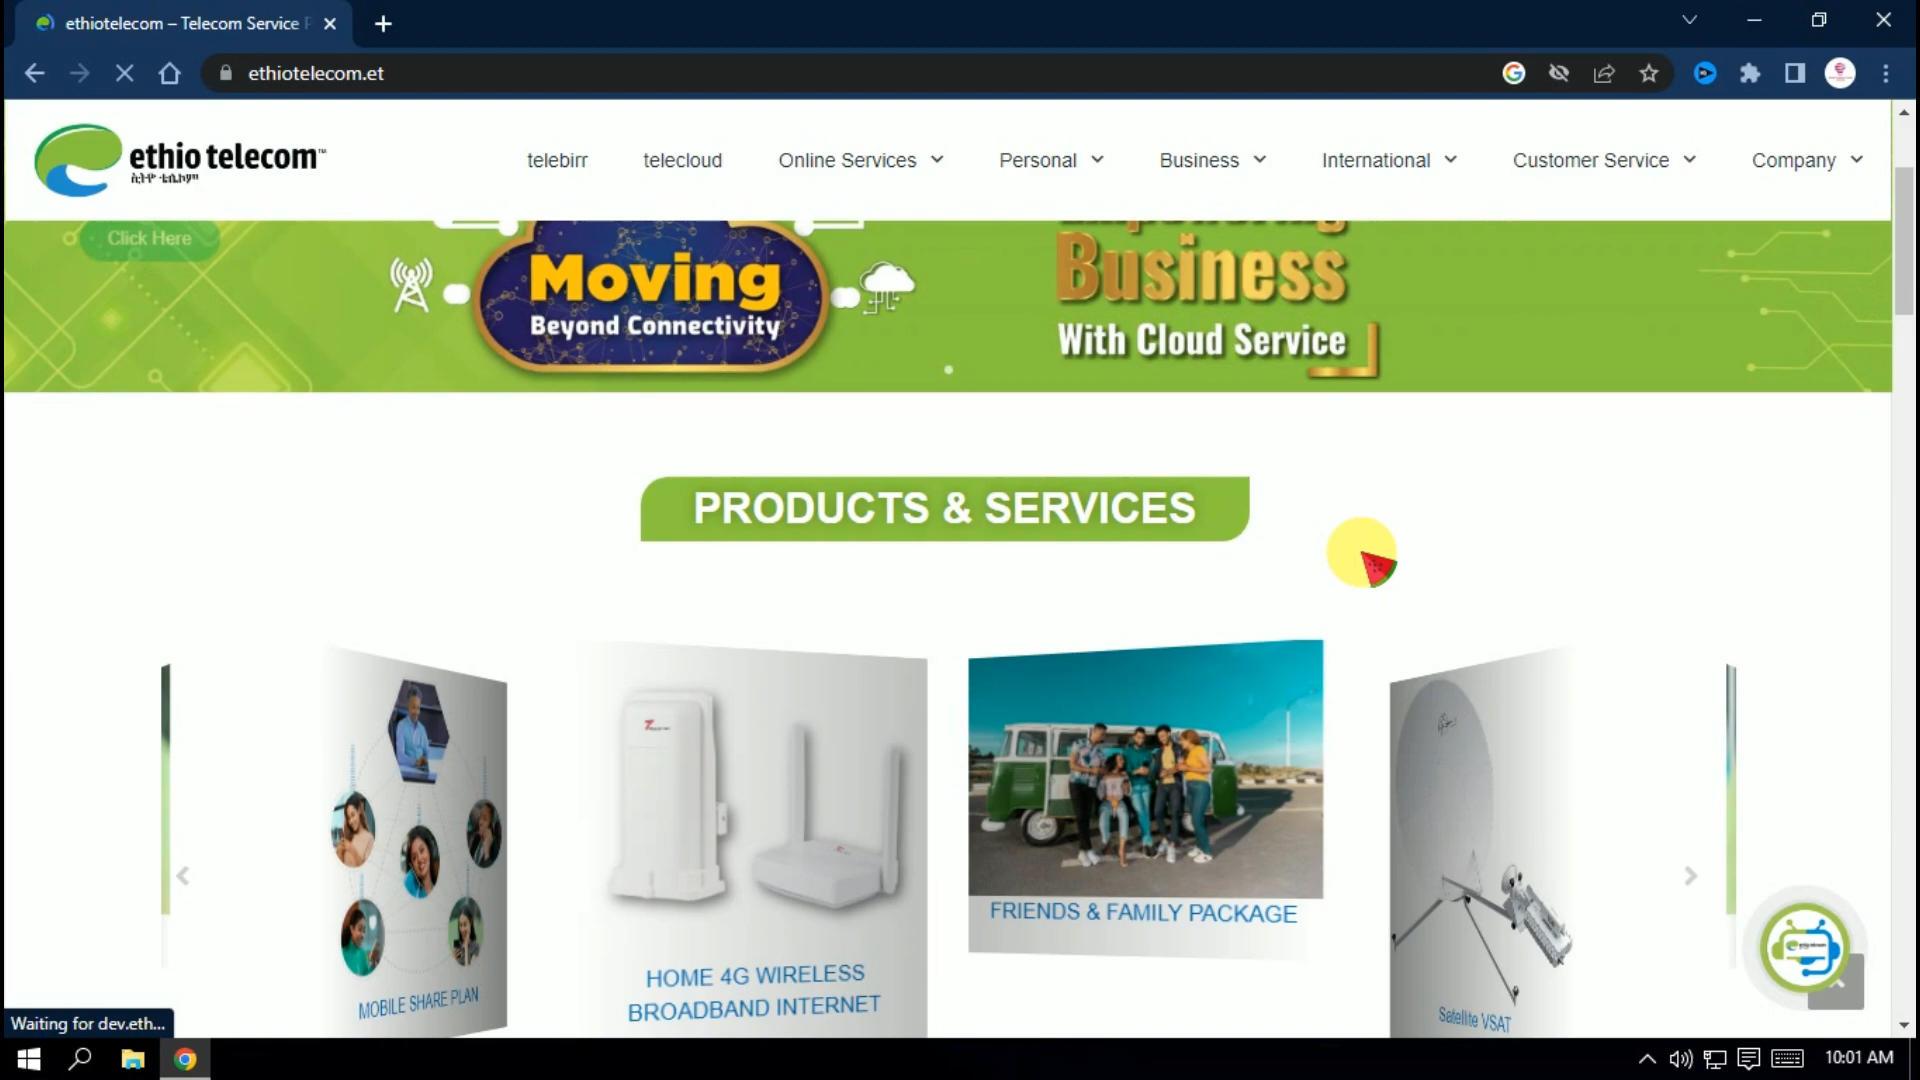 ethiotelecom – Telecom Service
ethiotelecom.et
ethio telecom™
ኢትዮ ቴሌኮም
telebirr
telecloud
Online Services
Personal
Business
International
Customer Service
Company
Click Here
Moving
Beyond Connectivity
Empowering
Business
With Cloud Service
PRODUCTS & SERVICES
MOBILE SHARE PLAN
HOME 4G WIRELESS
BROADBAND INTERNET
FRIENDS & FAMILY PACKAGE
Satellite VSAT
Waiting for dev.eth...
10:01 AM